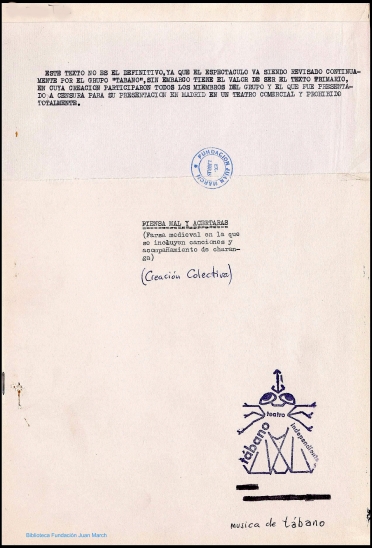 ESTE TEXTO NO ES EL DEFINITIVO, YA QUE EL ESPECTACULO VA SIENDO REVISADO CONTINUA-
MENTE POR EL GRUPO "TABANO", SIN EMBARGO TIENE EL VALOR DE SER EL TEXTO PRIMARIO,
EN CUYA CREACION PARTICIPARON TODOS LOS MIEMBROS DEL GRUPO Y EL QUE FUE PRESENTA-
DO A CENSURA PARA SU PRESENTACION EN MADRID EN UN TEATRO COMERCIAL Y PROHIBIDO
TOTALMENTE.
FUNDACION JUAN MARCH
PIENSA MAL Y ACERTARAS
(Farsa medieval en la que
se incluyen canciones y
acompañamiento de charan-
ga)
(Creación Colectiva)
teatro
tábano
independiente
musica de tábano
Biblioteca Fundación Juan March